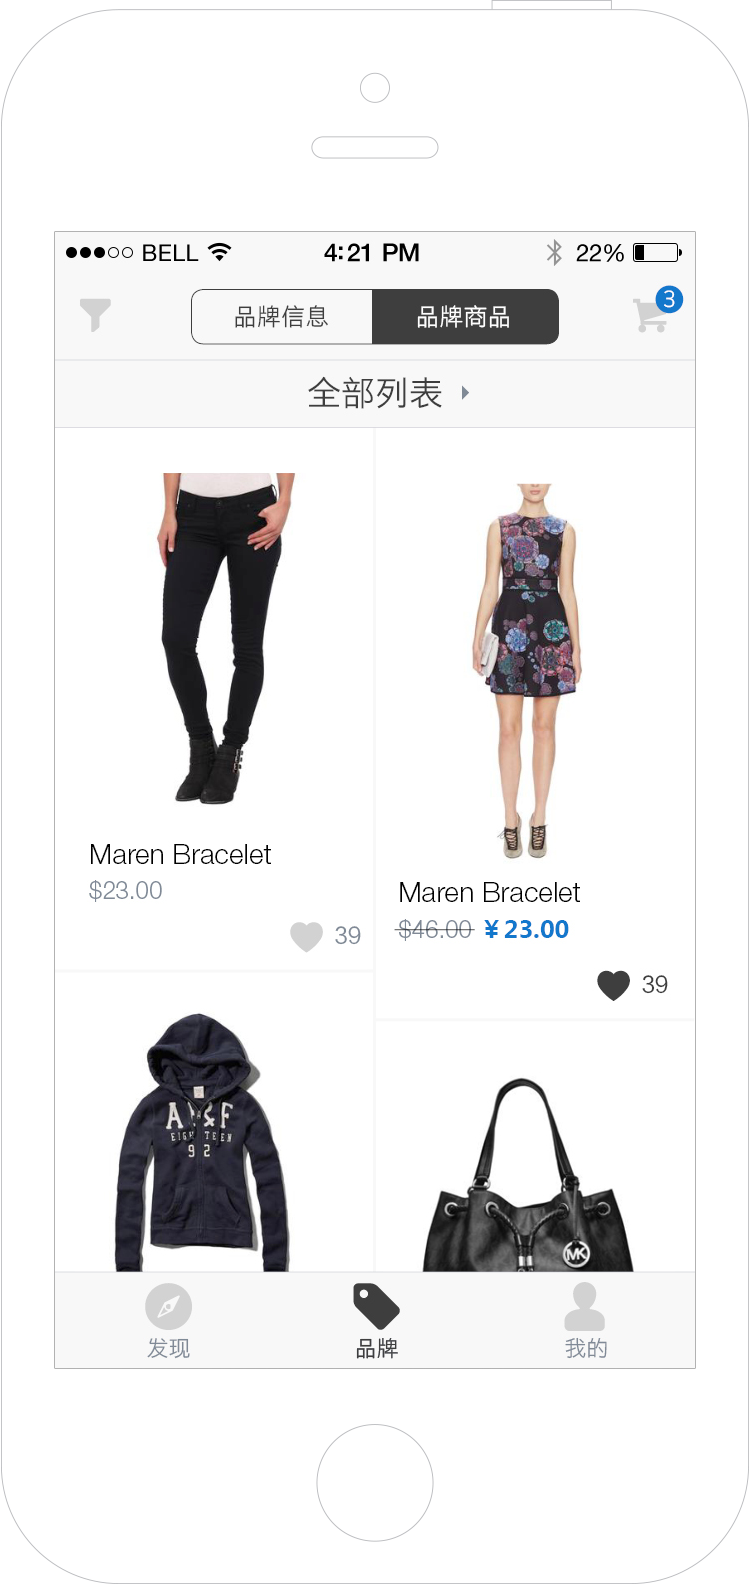 BELL 4:21 PM 22%
品牌信息 品牌商品 3
全部列表
Maren Bracelet
$23.00
39
Maren Bracelet
$46.00 ¥ 23.00
39
A&F
EIGHTEEN
92
MK
发现 品牌 我的